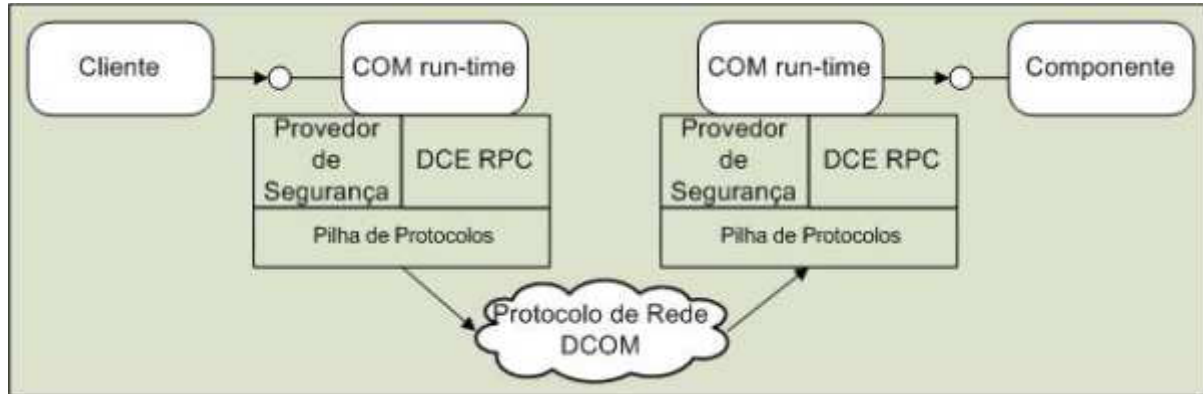 Cliente
COM run-time
COM run-time
Componente
Provedor
de
Segurança
DCE RPC
Provedor
de
Segurança
DCE RPC
Pilha de Protocolos
Pilha de Protocolos
Protocolo de Rede
DCOM